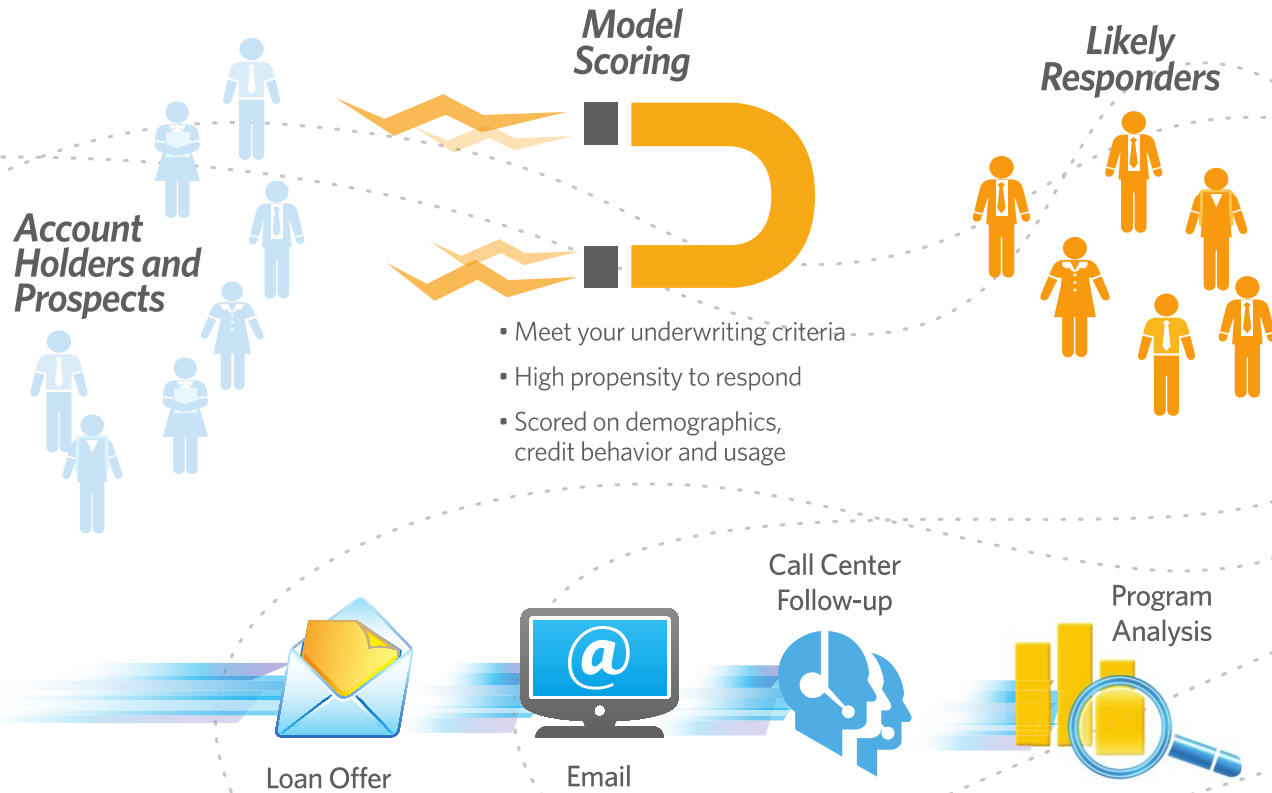 Model
Scoring
Likely
Responders
Account
Holders and
Prospects
• Meet your underwriting criteria
• High propensity to respond
• Scored on demographics,
credit behavior and usage
Call Center
Follow-up
Program
Analysis
@
Loan Offer
Email